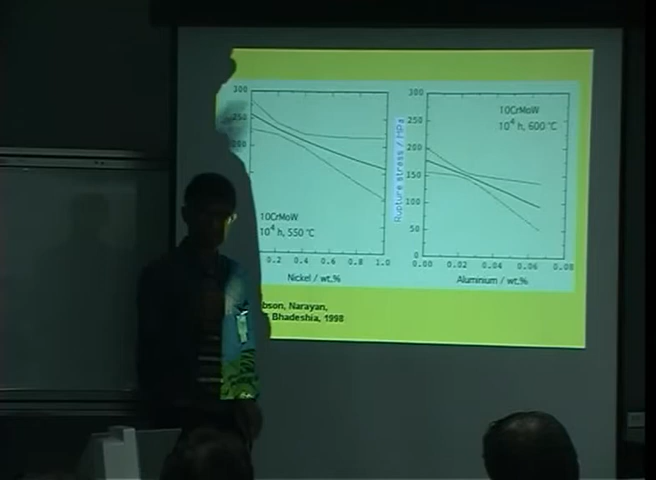 300
250
200
10CrMoW
10⁴ h, 550 °C
0.2 0.4 0.6 0.8 1.0
Nickel / wt.%
Rupture stress / MPa
300
250
200
150
100
50
0
10CrMoW
10⁴ h, 600 °C
0.00 0.02 0.04 0.06 0.08
Aluminium / wt.%
bson, Narayan,
Bhadeshia, 1998